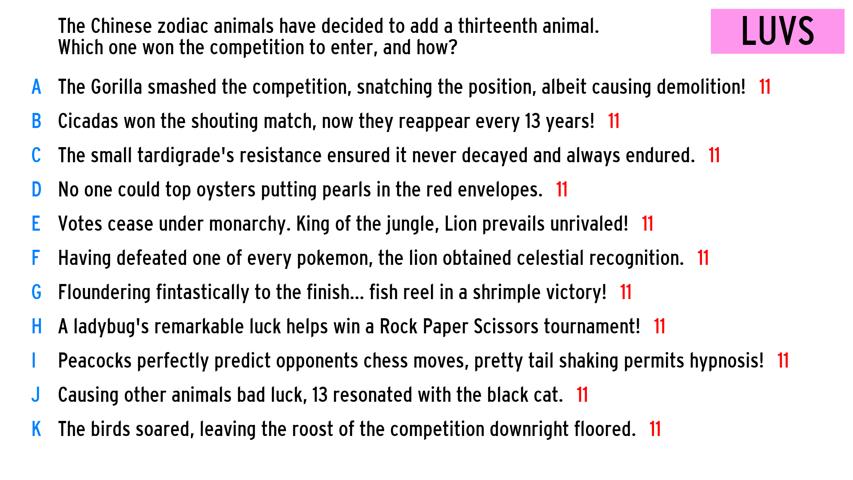 The Chinese zodiac animals have decided to add a thirteenth animal.
Which one won the competition to enter, and how?
LUVS
A The Gorilla smashed the competition, snatching the position, albeit causing demolition! 11
B Cicadas won the shouting match, now they reappear every 13 years! 11
C The small tardigrade's resistance ensured it never decayed and always endured. 11
D No one could top oysters putting pearls in the red envelopes. 11
E Votes cease under monarchy. King of the jungle, Lion prevails unrivaled! 11
F Having defeated one of every pokemon, the lion obtained celestial recognition. 11
G Floundering fintastically to the finish... fish reel in a shrimple victory! 11
H A ladybug's remarkable luck helps win a Rock Paper Scissors tournament! 11
I Peacocks perfectly predict opponents chess moves, pretty tail shaking permits hypnosis! 11
J Causing other animals bad luck, 13 resonated with the black cat. 11
K The birds soared, leaving the roost of the competition downright floored. 11